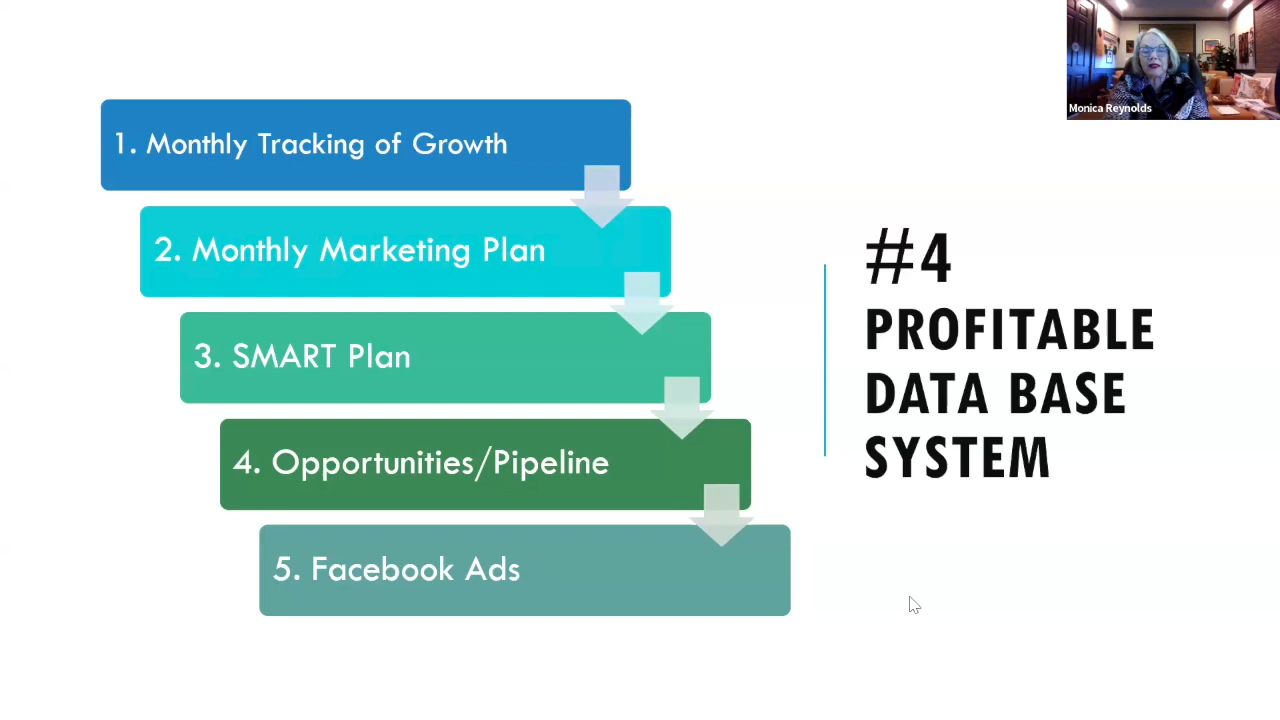 Monica Reynolds
1. Monthly Tracking of Growth
2. Monthly Marketing Plan
3. SMART Plan
4. Opportunities/Pipeline
5. Facebook Ads
#4
PROFITABLE
DATA BASE
SYSTEM